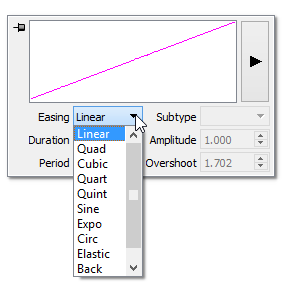 Easing Linear Subtype
Duration Amplitude 1.000
Period Overshoot 1.702
Linear
Quad
Cubic
Quart
Quint
Sine
Expo
Circ
Elastic
Back